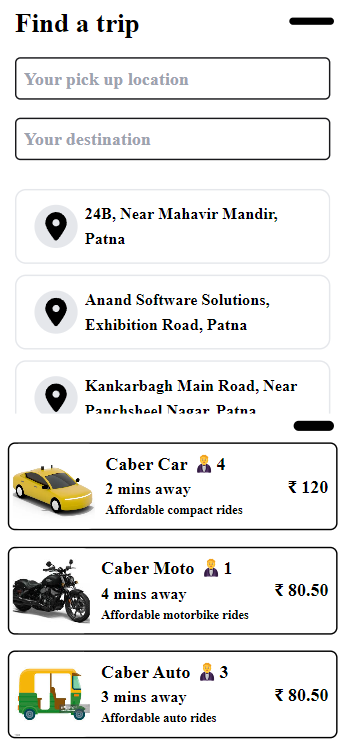 Find a trip
Your pick up location
Your destination
24B, Near Mahavir Mandir,
Patna
Anand Software Solutions,
Exhibition Road, Patna
Kankarbagh Main Road, Near
Panchsheel Nagar, Patna
Caber Car 4
2 mins away
₹ 120
Affordable compact rides
Caber Moto 1
4 mins away
₹ 80.50
Affordable motorbike rides
Caber Auto 3
3 mins away
₹ 80.50
Affordable auto rides